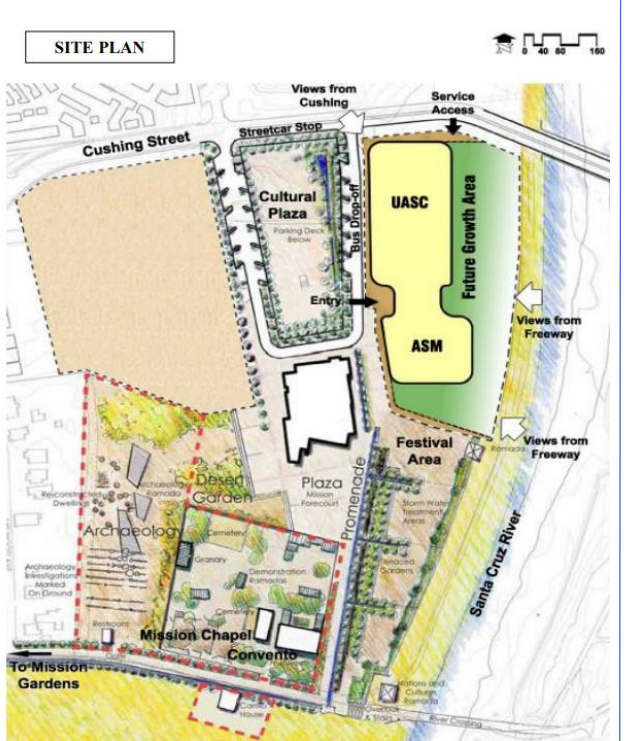 SITE PLAN
N
0 40 80 160
Views from
Cushing
Service
Access
Cushing Street
Streetcar Stop
Cultural
Plaza
Parking Deck
Below
Bus Drop-off
UASC
Future Growth Area
Entry
ASM
Views from
Freeway
Festival
Area
Views from
Freeway
Ramada
Archaeology
Ramada
Desert
Garden
Plaza
Mission
Forecourt
Promenade
Reconstructed
Dwellings
Storm Water
Treatment
Areas
Archaeology
Cemetery
Granary
Demonstration
Ramadas
Terraced
Gardens
Santa Cruz River
Archaeology
Investigations
Marked
On Ground
Cemetery
Restroom
Mission Chapel
Convento
To Mission
Gardens
Nations and
Cultures
Ramada
House
& Stairs
River Crossing